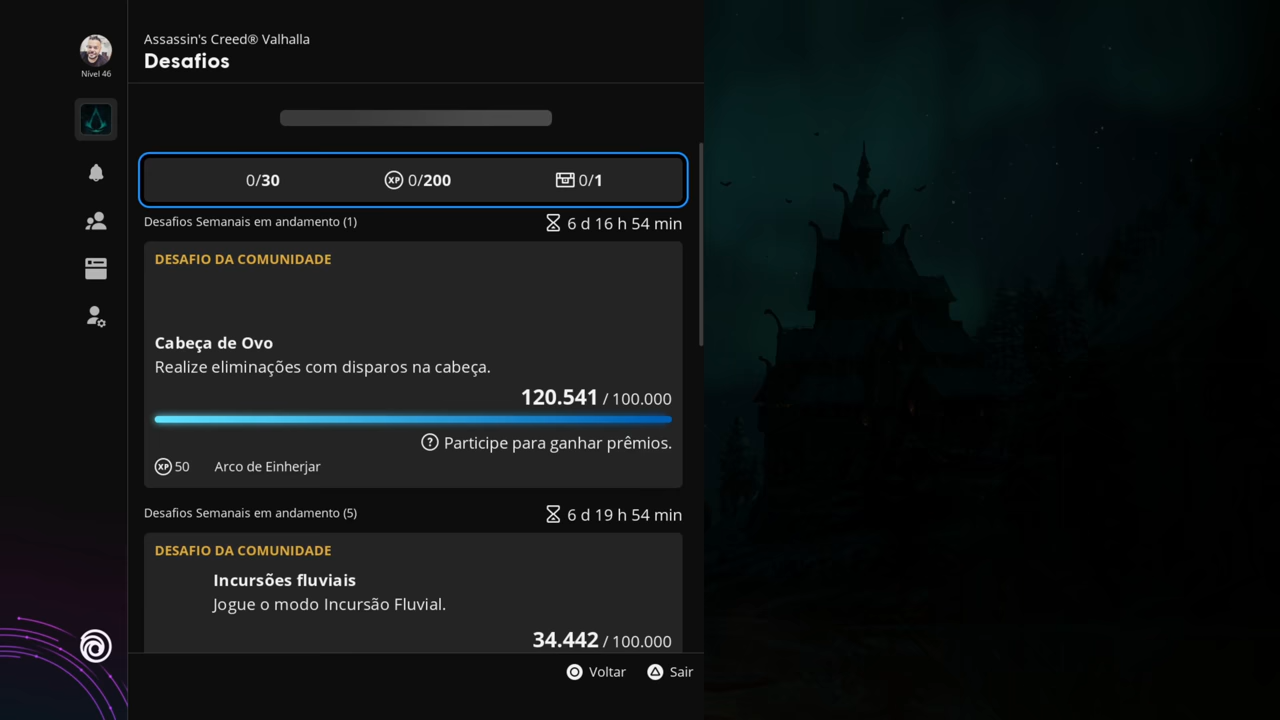 Assassin's Creed® Valhalla
Desafios
Nível 46
0/30
XP 0/200
0/1
Desafios Semanais em andamento (1)
6 d 16 h 54 min
DESAFIO DA COMUNIDADE
Cabeça de Ovo
Realize eliminações com disparos na cabeça.
120.541 / 100.000
? Participe para ganhar prêmios.
XP 50 Arco de Einherjar
Desafios Semanais em andamento (5)
6 d 19 h 54 min
DESAFIO DA COMUNIDADE
Incursões fluviais
Jogue o modo Incursão Fluvial.
34.442 / 100.000
Voltar
Sair